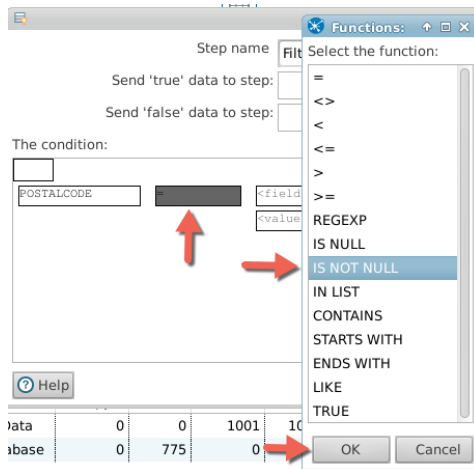 Functions:
Step name Filt
Select the function:
Send 'true' data to step:
Send 'false' data to step:
The condition:
POSTALCODE = <field
<value
=
<>
<
<=
>
>=
REGEXP
IS NULL
IS NOT NULL
IN LIST
CONTAINS
STARTS WITH
ENDS WITH
LIKE
TRUE
Help
Data 0 0 1001 10
abase 0 775 0
OK Cancel